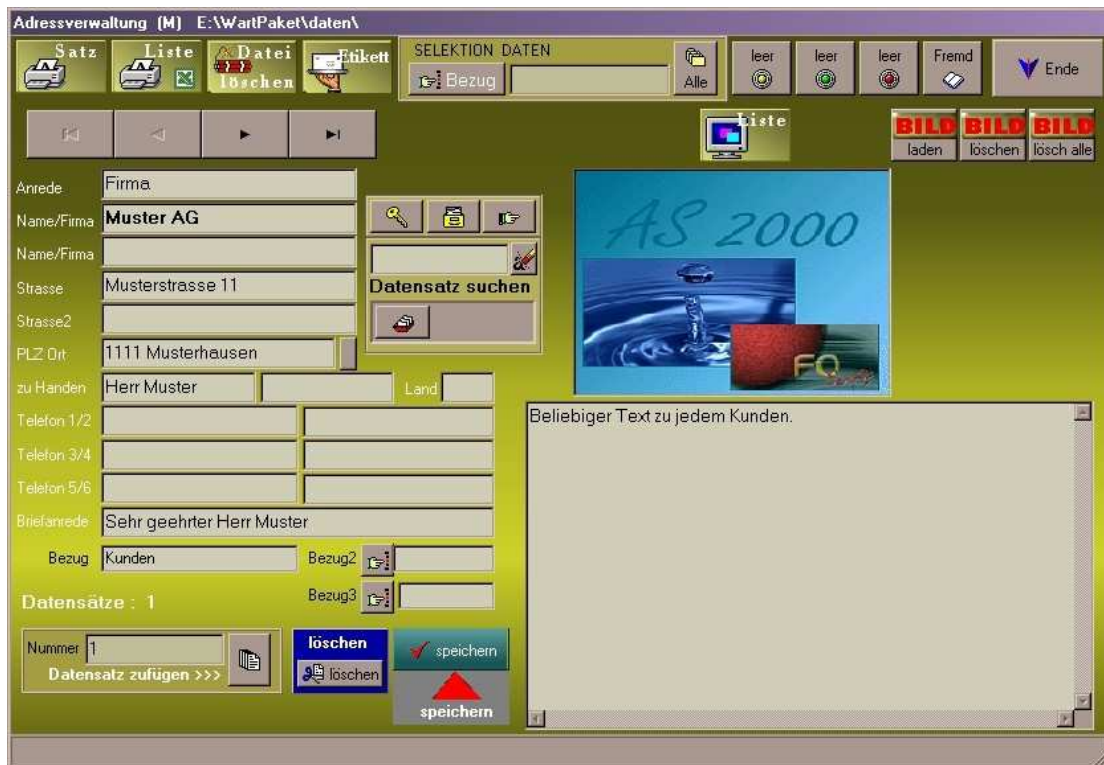 Adressverwaltung (M) E:\WartPaket\daten\
Satz
Liste
Datei
löschen
Etikett
SELEKTION DATEN
Bezug
Alle
leer
leer
leer
Fremd
Ende
Liste
BILD
laden
BILD
löschen
BILD
lösch alle
Anrede Firma
Name/Firma Muster AG
Name/Firma
Strasse Musterstrasse 11
Strasse2
PLZ Ort 1111 Musterhausen
zu Handen Herr Muster Land
Telefon 1/2
Telefon 3/4
Telefon 5/6
Briefanrede Sehr geehrter Herr Muster
Bezug Kunden Bezug2
Bezug3
Datensatz suchen
AS 2000
FQ
Beliebiger Text zu jedem Kunden.
Datensätze : 1
Nummer 1
Datensatz zufügen >>>
löschen
löschen
speichern
speichern